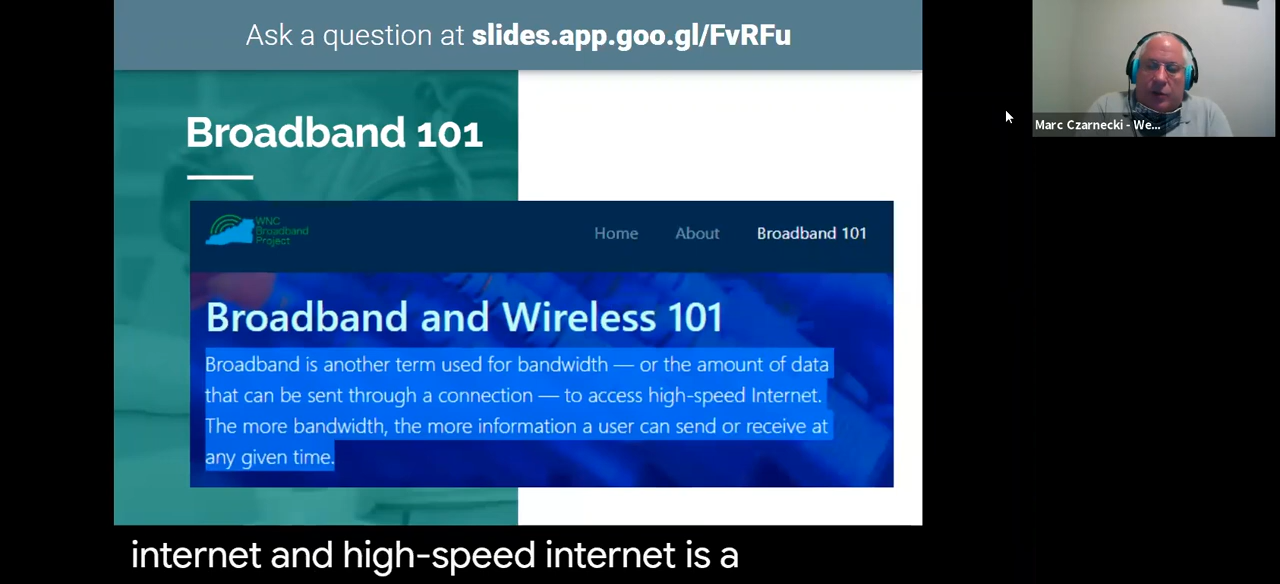 Ask a question at slides.app.goo.gl/FvRFu
Marc Czarnecki - We...
Broadband 101
WNC
Broadband
Project
Home About Broadband 101
Broadband and Wireless 101
Broadband is another term used for bandwidth — or the amount of data
that can be sent through a connection — to access high-speed Internet.
The more bandwidth, the more information a user can send or receive at
any given time.
internet and high-speed internet is a